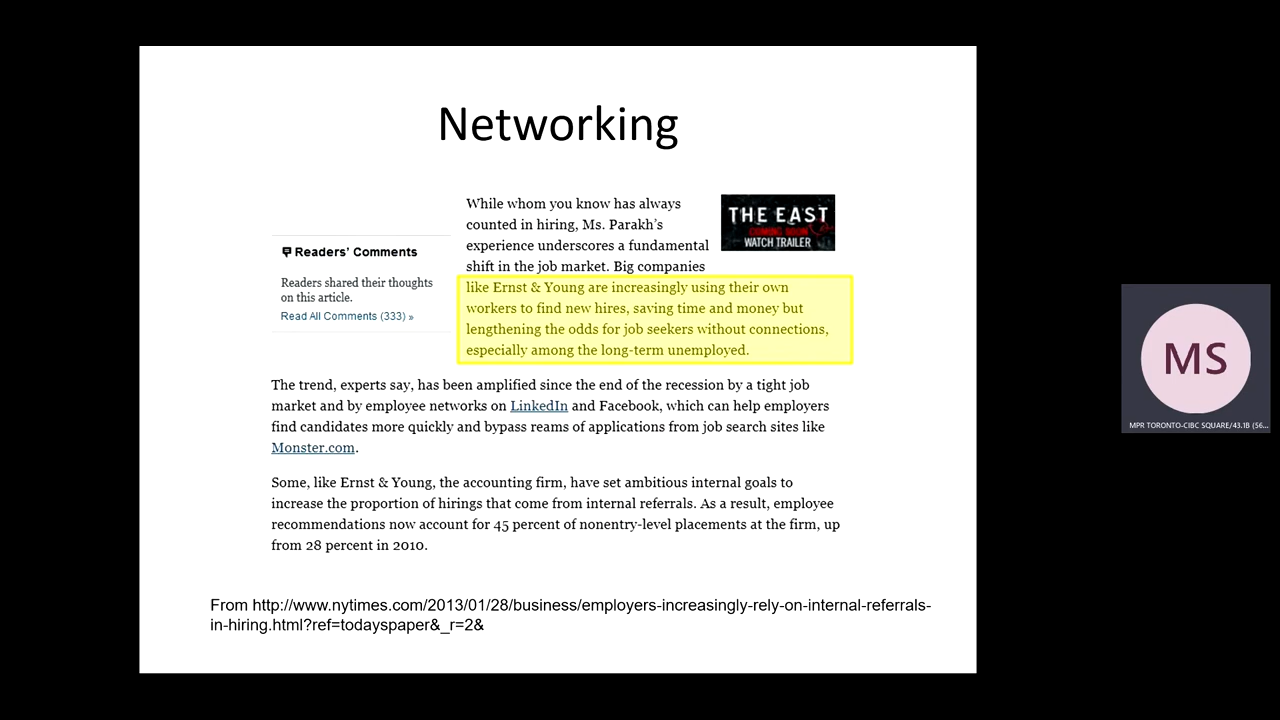 Networking
While whom you know has always
counted in hiring, Ms. Parakh's
experience underscores a fundamental
shift in the job market. Big companies
like Ernst & Young are increasingly using their own
workers to find new hires, saving time and money but
lengthening the odds for job seekers without connections,
especially among the long-term unemployed.
THE EAST
COMING SOON
WATCH TRAILER
Readers' Comments
Readers shared their thoughts
on this article.
Read All Comments (333) »
The trend, experts say, has been amplified since the end of the recession by a tight job
market and by employee networks on LinkedIn and Facebook, which can help employers
find candidates more quickly and bypass reams of applications from job search sites like
Monster.com.
Some, like Ernst & Young, the accounting firm, have set ambitious internal goals to
increase the proportion of hirings that come from internal referrals. As a result, employee
recommendations now account for 45 percent of nonentry-level placements at the firm, up
from 28 percent in 2010.
From http://www.nytimes.com/2013/01/28/business/employers-increasingly-rely-on-internal-referrals-
in-hiring.html?ref=todayspaper&_r=2&
MS
MPR TORONTO-CIBC SQUARE/43.1B (56...